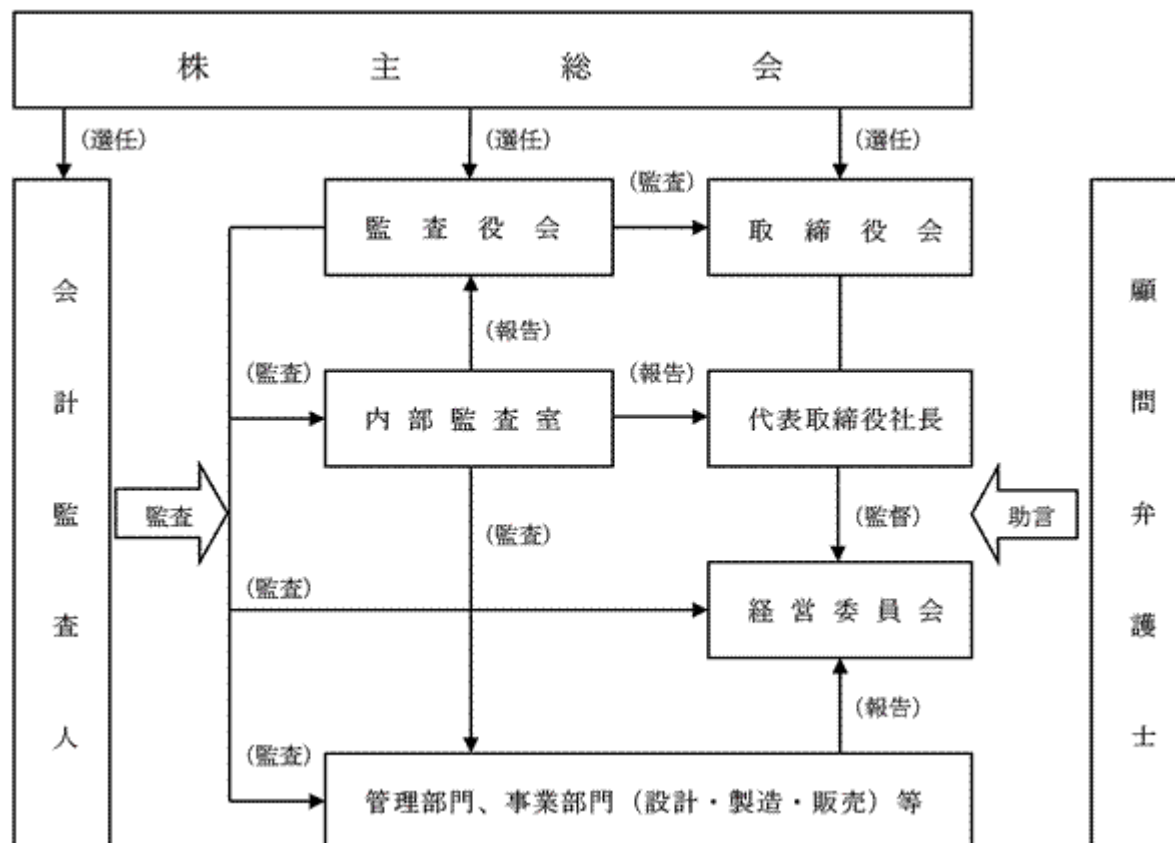 株主総会
(選任)
(選任)
(選任)
会計監査人
監査役会
(監査)
取締役会
顧問弁護士
(報告)
(監査)
内部監査室
(報告)
代表取締役社長
監査
(監査)
(監督)
助言
(監査)
経営委員会
(報告)
(監査)
管理部門、事業部門(設計・製造・販売)等